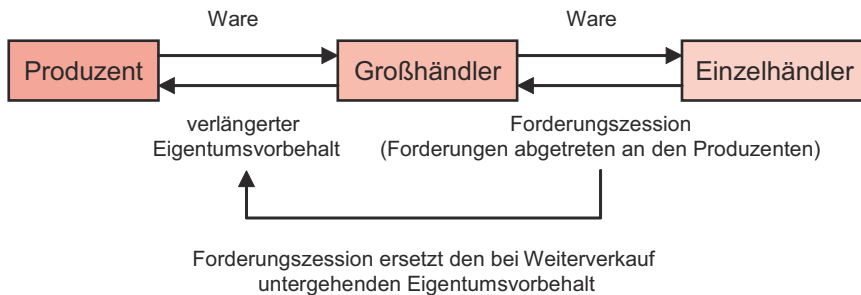 Ware
Ware
Produzent
Großhändler
Einzelhändler
verlängerter
Eigentumsvorbehalt
Forderungszession
(Forderungen abgetreten an den Produzenten)
Forderungszession ersetzt den bei Weiterverkauf
untergehenden Eigentumsvorbehalt